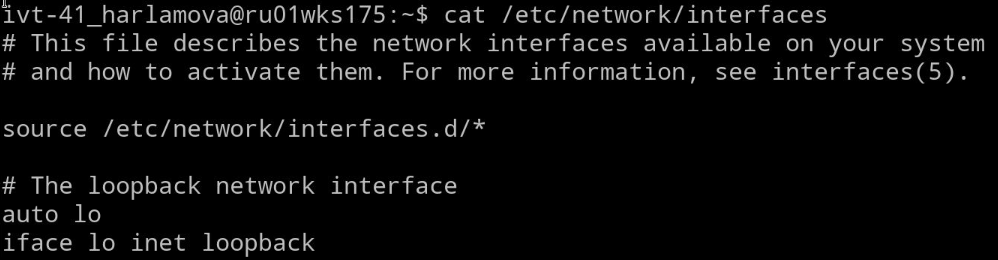 ivt-41_harlamova@ru01wks175:~$ cat /etc/network/interfaces
# This file describes the network interfaces available on your system
# and how to activate them. For more information, see interfaces(5).
source /etc/network/interfaces.d/*
# The loopback network interface
auto lo
iface lo inet loopback